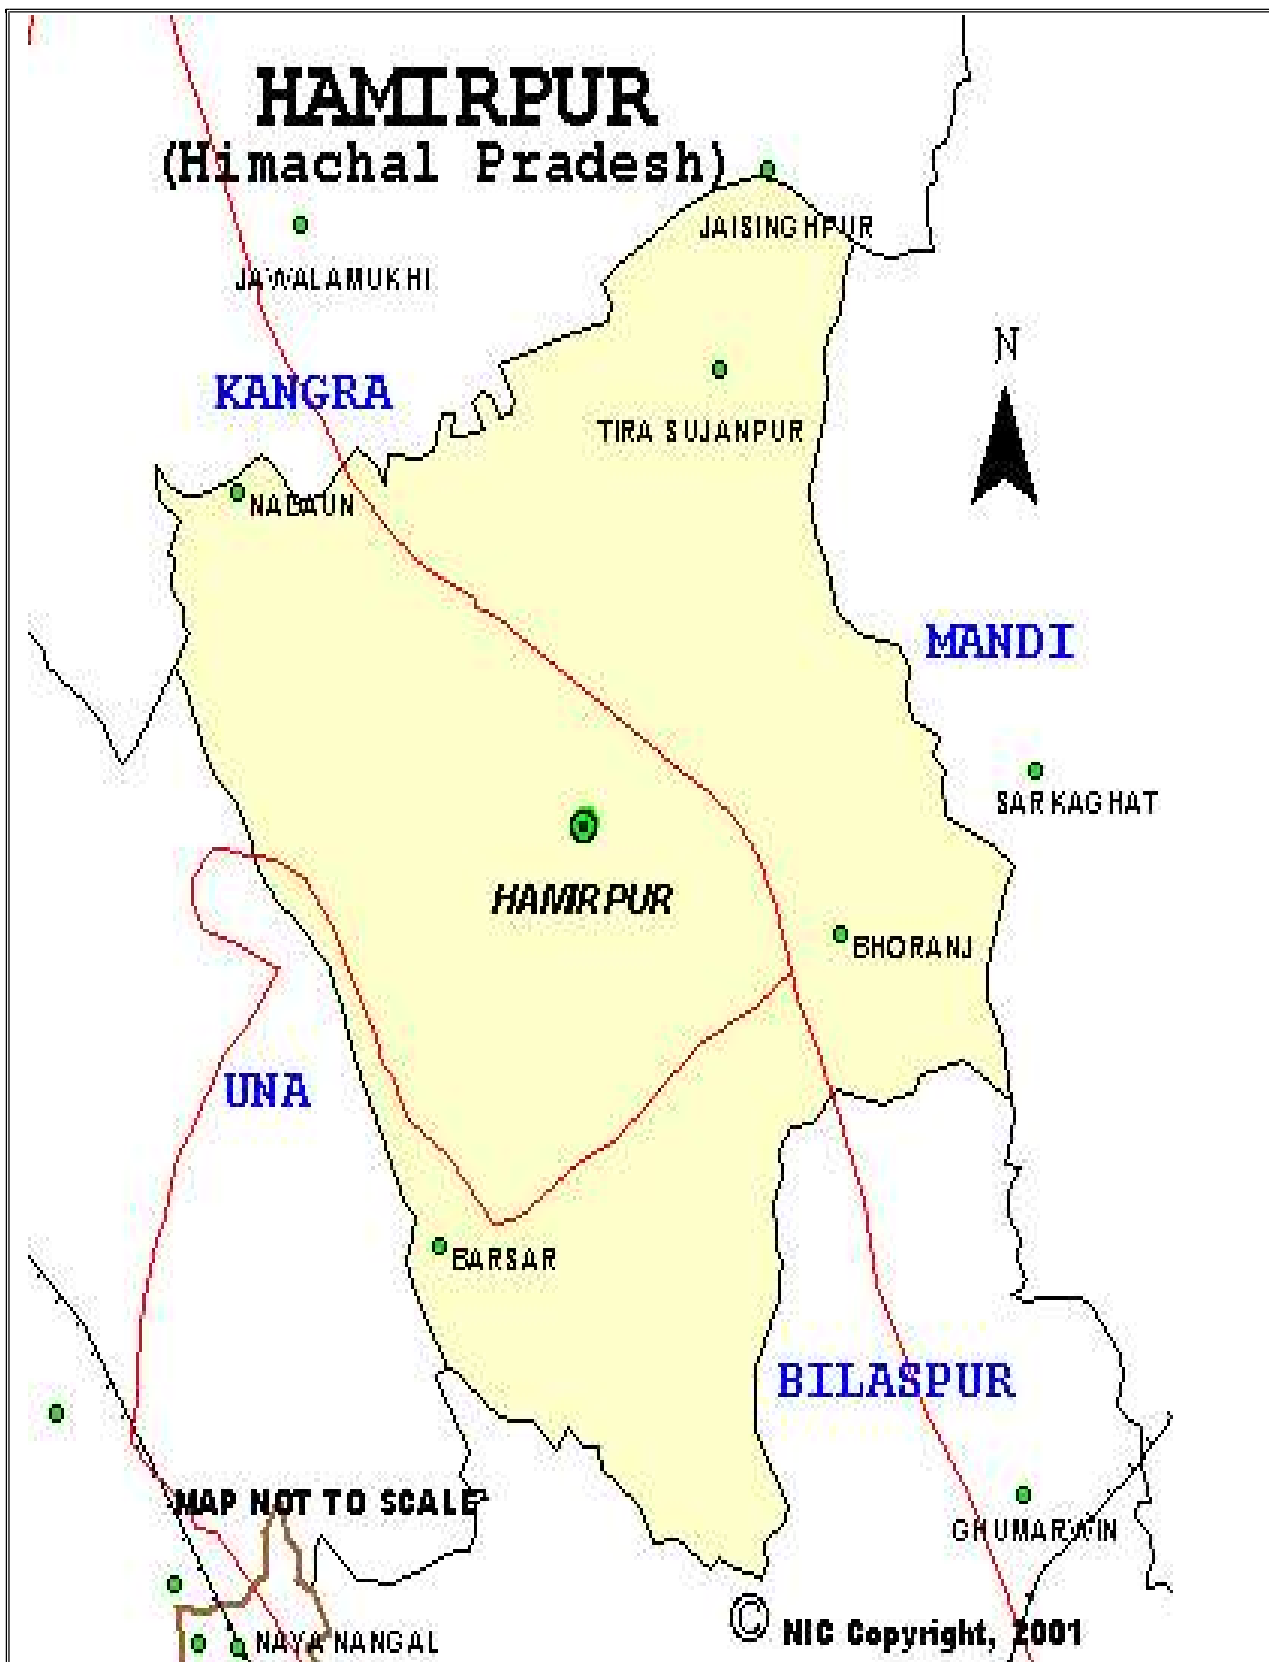 HAMIRPUR
(Himachal Pradesh)
JAISINGHPUR
JAWALAMUKHI
N
KANGRA
TIRA SUJANPUR
NADAUN
MANDI
SARKAGHAT
HAMIRPUR
BHORANJ
UNA
BARSAR
BILASPUR
MAP NOT TO SCALE
GHUMARWIN
© NIC Copyright, 2001
NAYA NANGAL